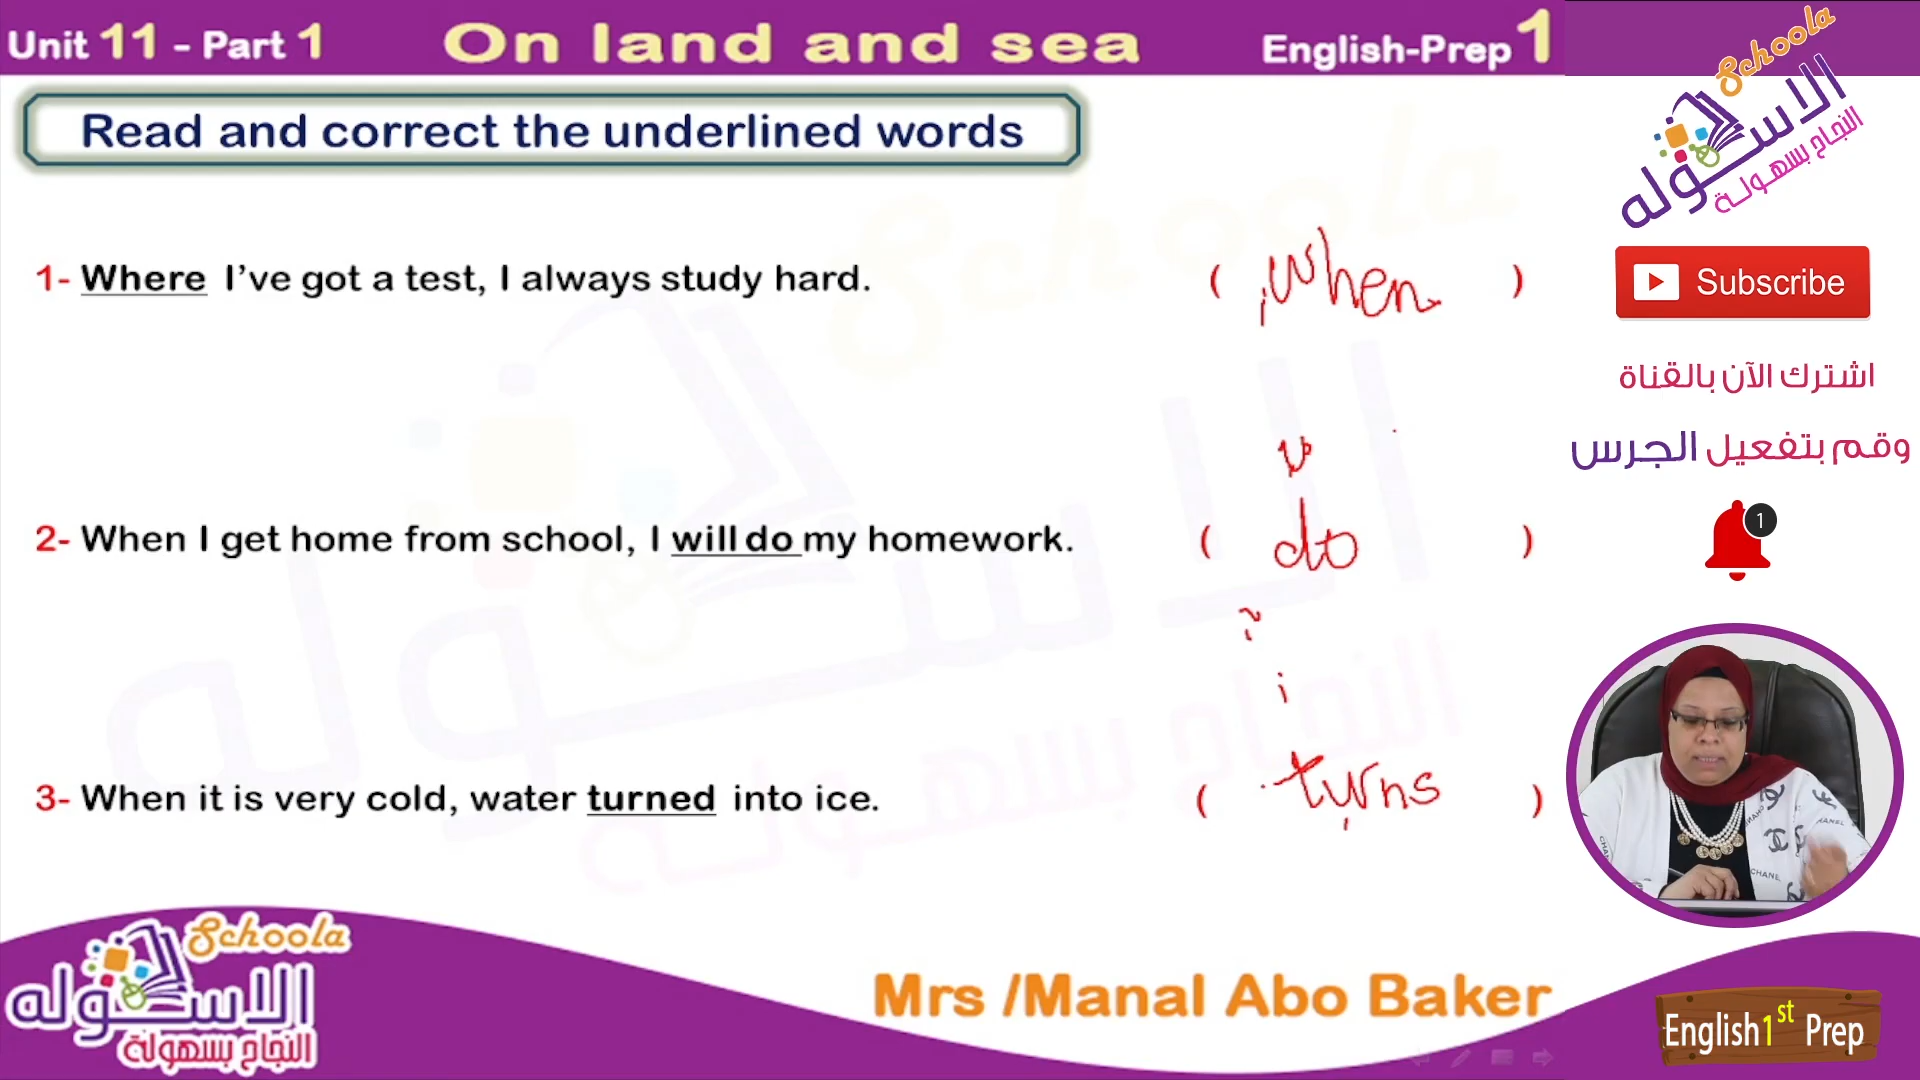 Unit 11 - Part 1 On land and sea English-Prep 1
Schoola
الاسكوله
النجاح بسهولة
Read and correct the underlined words
1- Where I've got a test, I always study hard. ( when )
Subscribe
اشترك الآن بالقناة
وقم بتفعيل الجرس
1
2- When I get home from school, I will do my homework. ( do )
3- When it is very cold, water turned into ice. ( turns )
Schoola
الاسكوله
النجاح بسهولة
Mrs /Manal Abo Baker
English 1st Prep